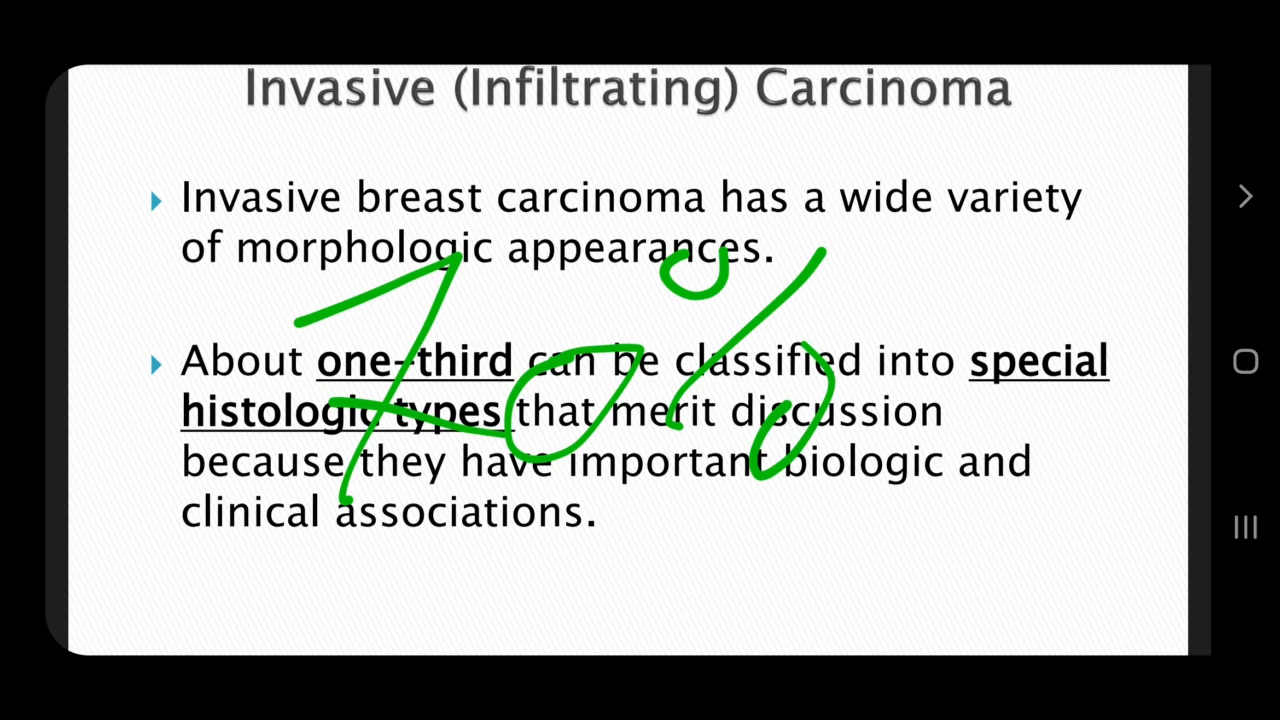 Invasive (Infiltrating) Carcinoma
Invasive breast carcinoma has a wide variety
of morphologic appearances.
About one-third can be classified into special
histologic types that merit discussion
because they have important biologic and
clinical associations.
70%